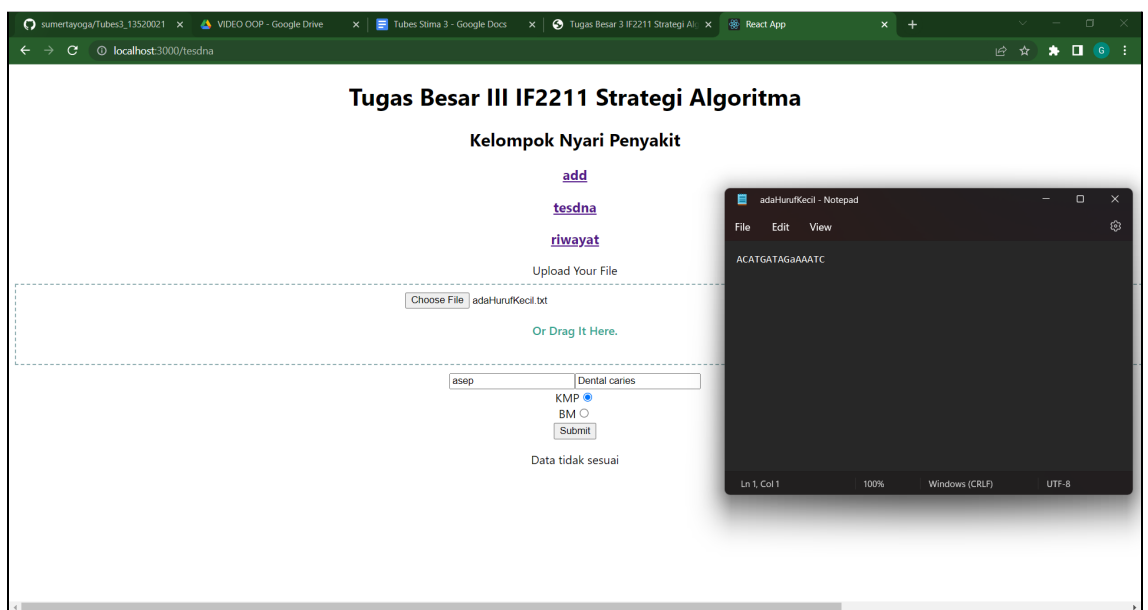 sumertayoga/Tubes3_13520021
VIDEO OOP - Google Drive
Tubes Stima 3 - Google Docs
Tugas Besar 3 IF2211 Strategi Alg
React App
localhost:3000/tesdna
G
Tugas Besar III IF2211 Strategi Algoritma
Kelompok Nyari Penyakit
add
tesdna
riwayat
Upload Your File
Choose File adaHurufKecil.txt
Or Drag It Here.
asep Dental caries
KMP
BM
Submit
Data tidak sesuai
adaHurufKecil - Notepad
File Edit View
ACATGATAGaAAATC
Ln 1, Col 1 100% Windows (CRLF) UTF-8